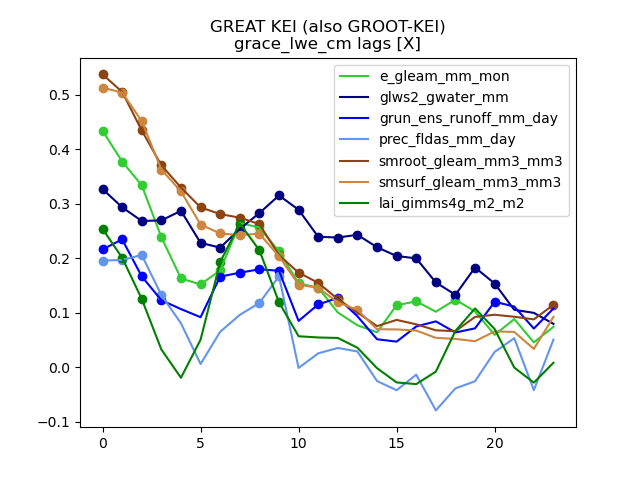 GREAT KEI (also GROOT-KEI)
grace_lwe_cm lags [X]
e_gleam_mm_mon
glws2_gwater_mm
grun_ens_runoff_mm_day
prec_fldas_mm_day
smroot_gleam_mm3_mm3
smsurf_gleam_mm3_mm3
lai_gimms4g_m2_m2
0.5
0.4
0.3
0.2
0.1
0.0
−0.1
0 5 10 15 20